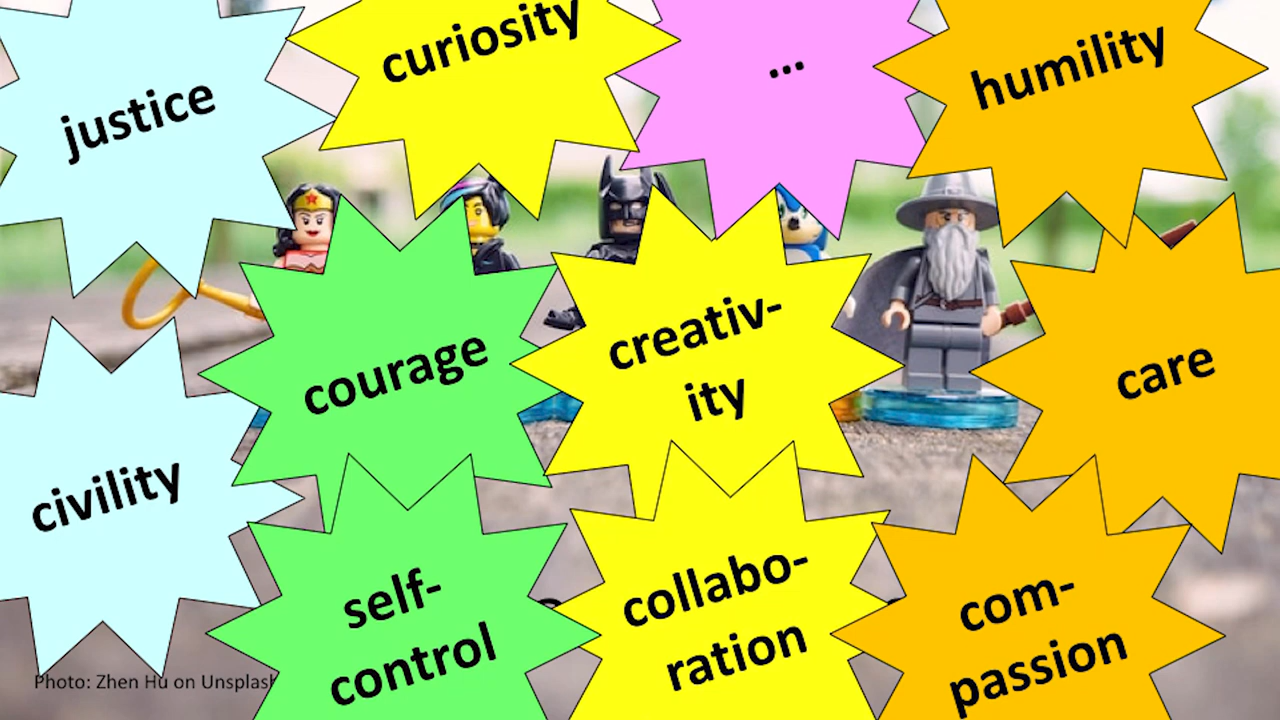 justice
curiosity
...
humility
courage
creativ-
ity
care
civility
self-
control
collabo-
ration
com-
passion
Photo: Zhen Hu on Unsplash